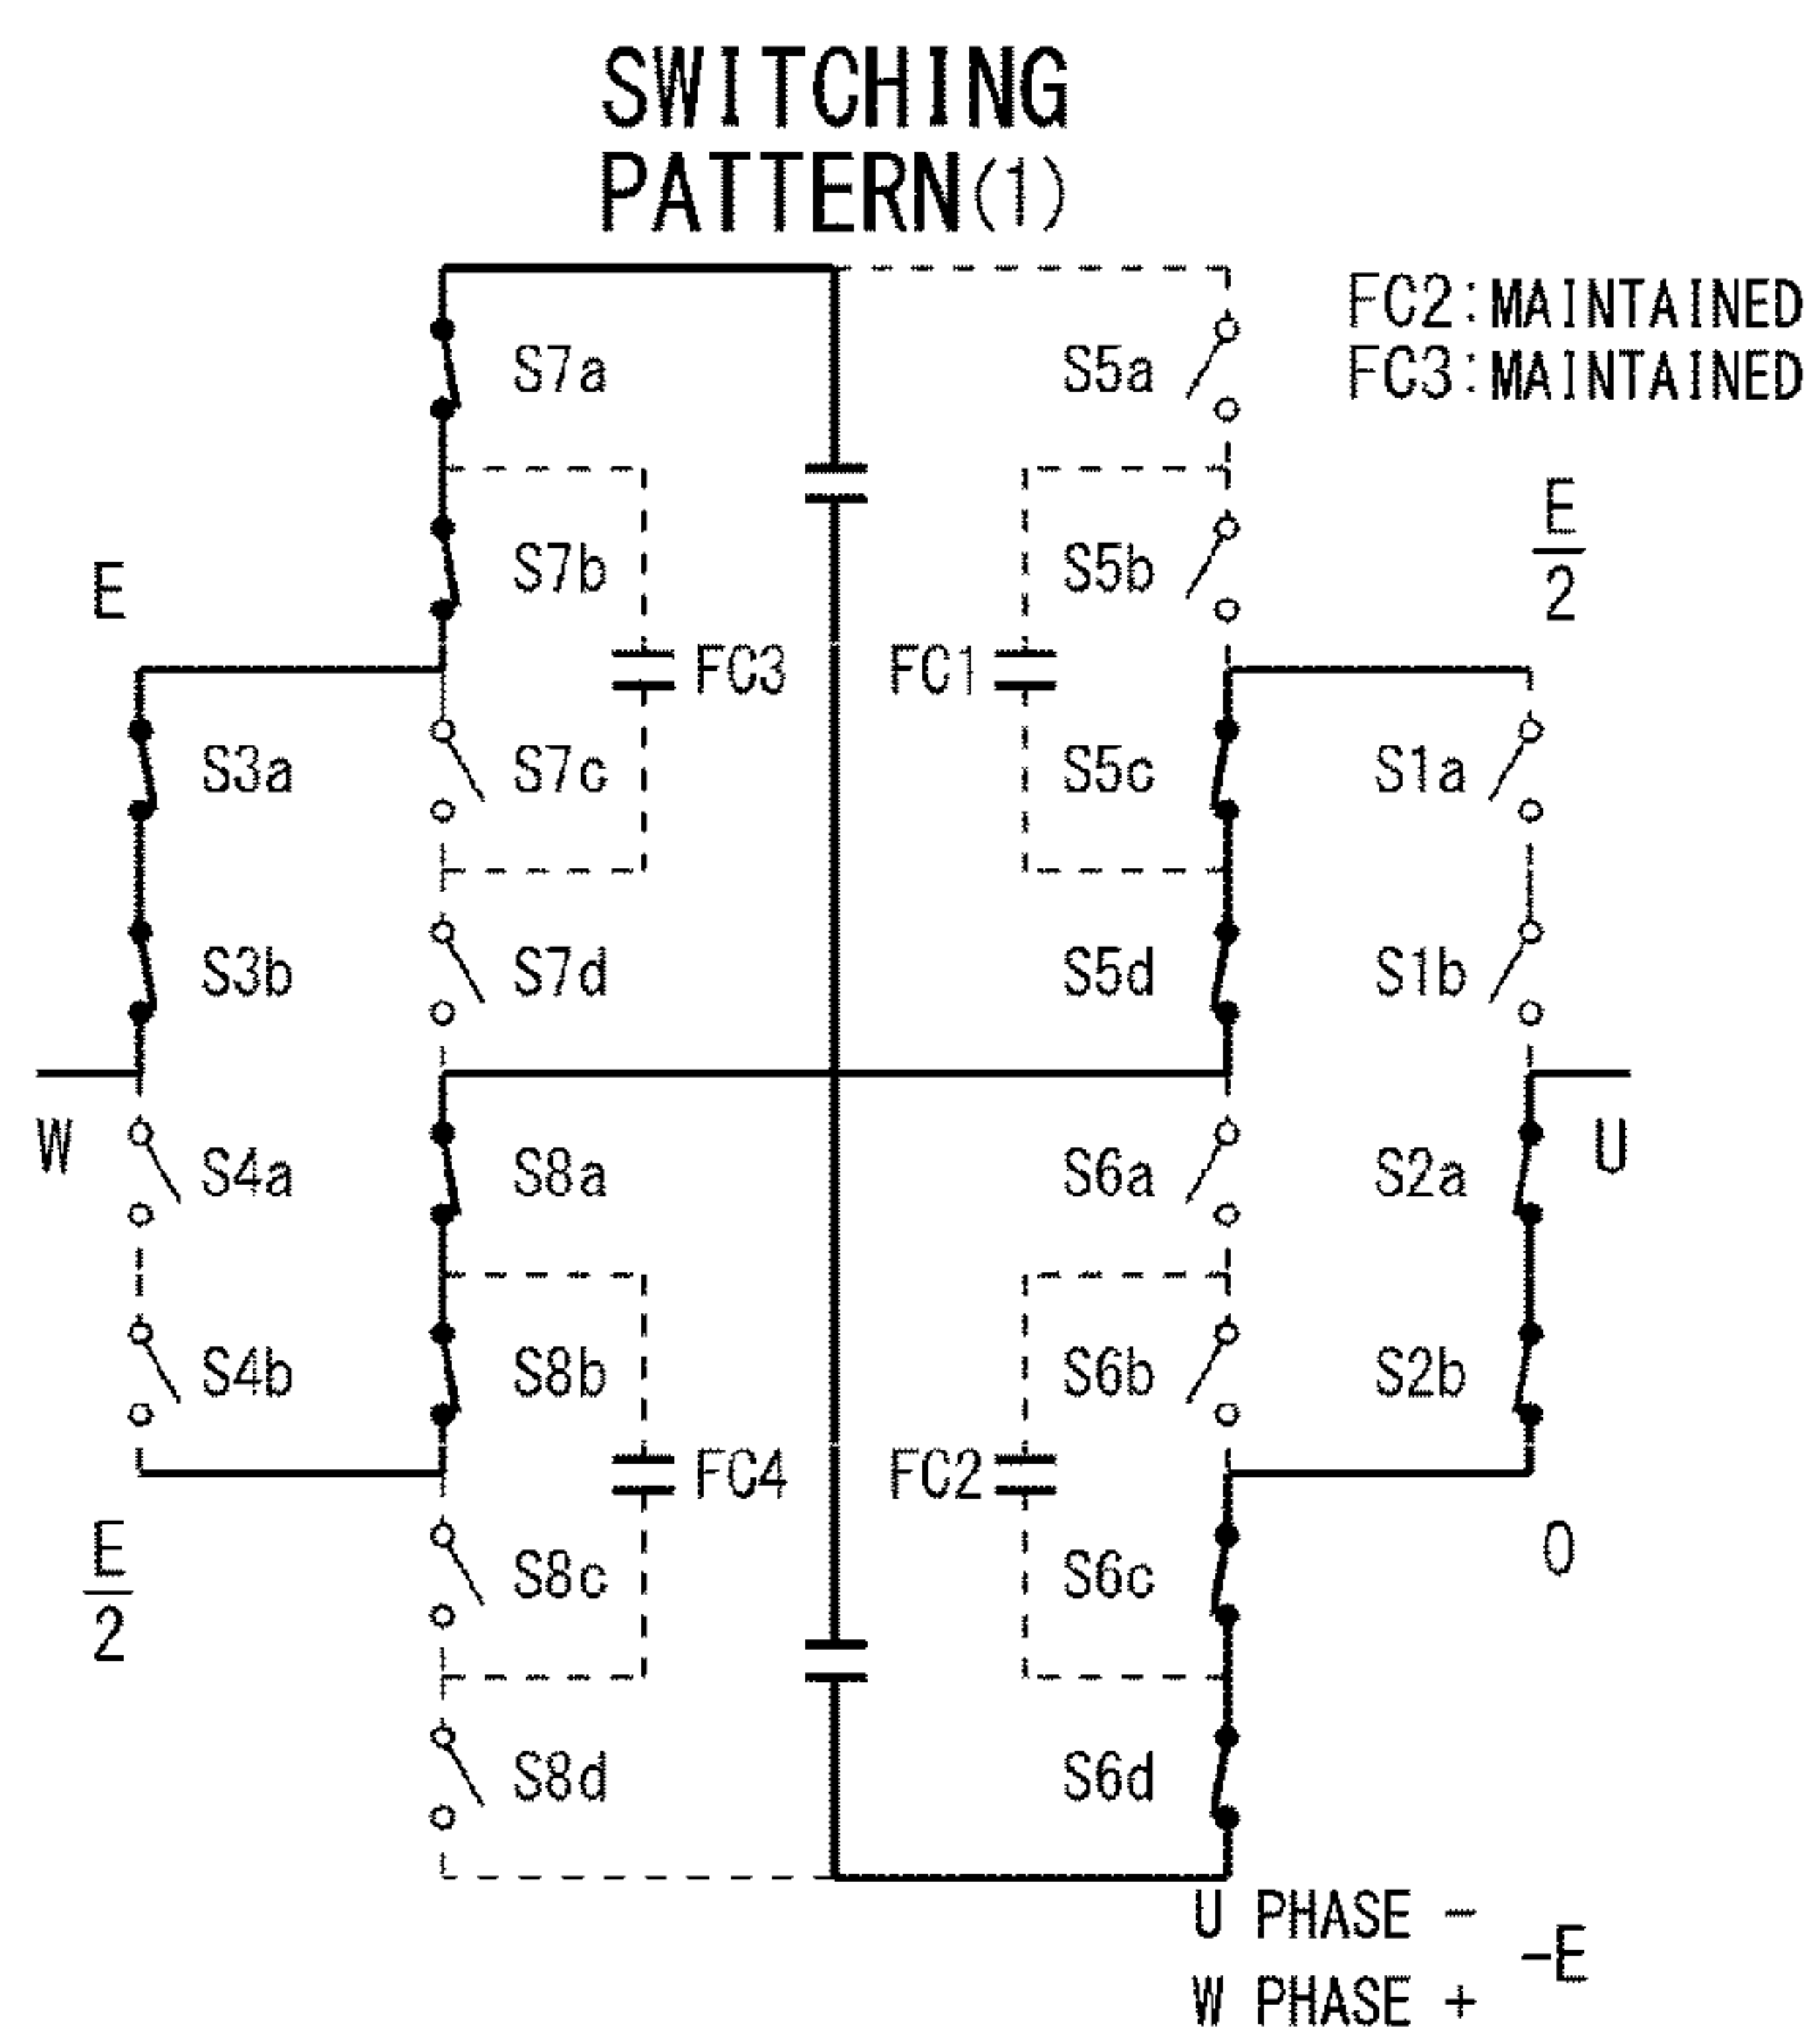 SWITCHING
PATTERN(1)
FC2:MAINTAINED
FC3:MAINTAINED
S7a
S5a
E
2
E
S7b
S5b
FC3
FC1
S3a
S7c
S5c
S1a
S3b
S7d
S5d
S1b
W
S4a
S8a
S6a
S2a
U
S4b
S8b
S6b
S2b
FC4
FC2
E
2
S8c
S6c
0
S8d
S6d
U PHASE -
W PHASE +
-E